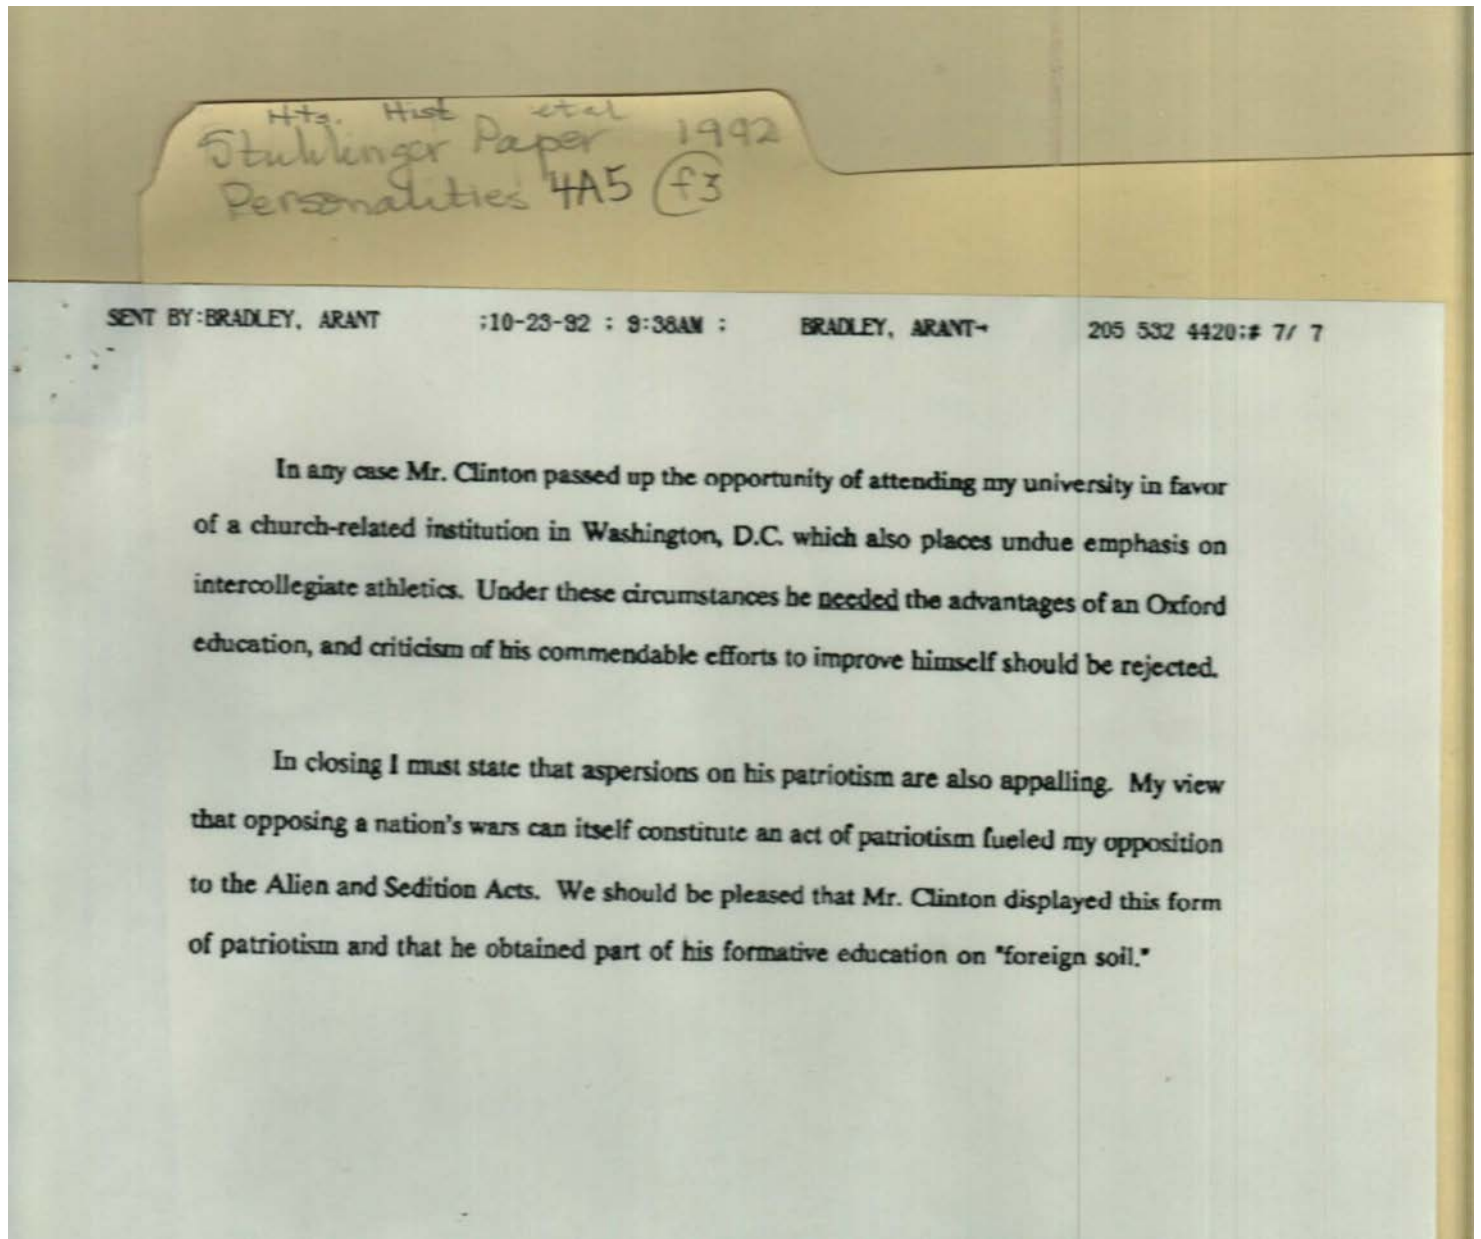 Hts. Hist etal
Stuhlinger Paper 1992
Personalities 4A5 f3
SENT BY:BRADLEY, ARANT ;10-23-92 ; 9:38AM ; BRADLEY, ARANT→ 205 532 4420;# 7/ 7
In any case Mr. Clinton passed up the opportunity of attending my university in favor
of a church-related institution in Washington, D.C. which also places undue emphasis on
intercollegiate athletics. Under these circumstances he needed the advantages of an Oxford
education, and criticism of his commendable efforts to improve himself should be rejected.
In closing I must state that aspersions on his patriotism are also appalling. My view
that opposing a nation's wars can itself constitute an act of patriotism fueled my opposition
to the Alien and Sedition Acts. We should be pleased that Mr. Clinton displayed this form
of patriotism and that he obtained part of his formative education on "foreign soil."